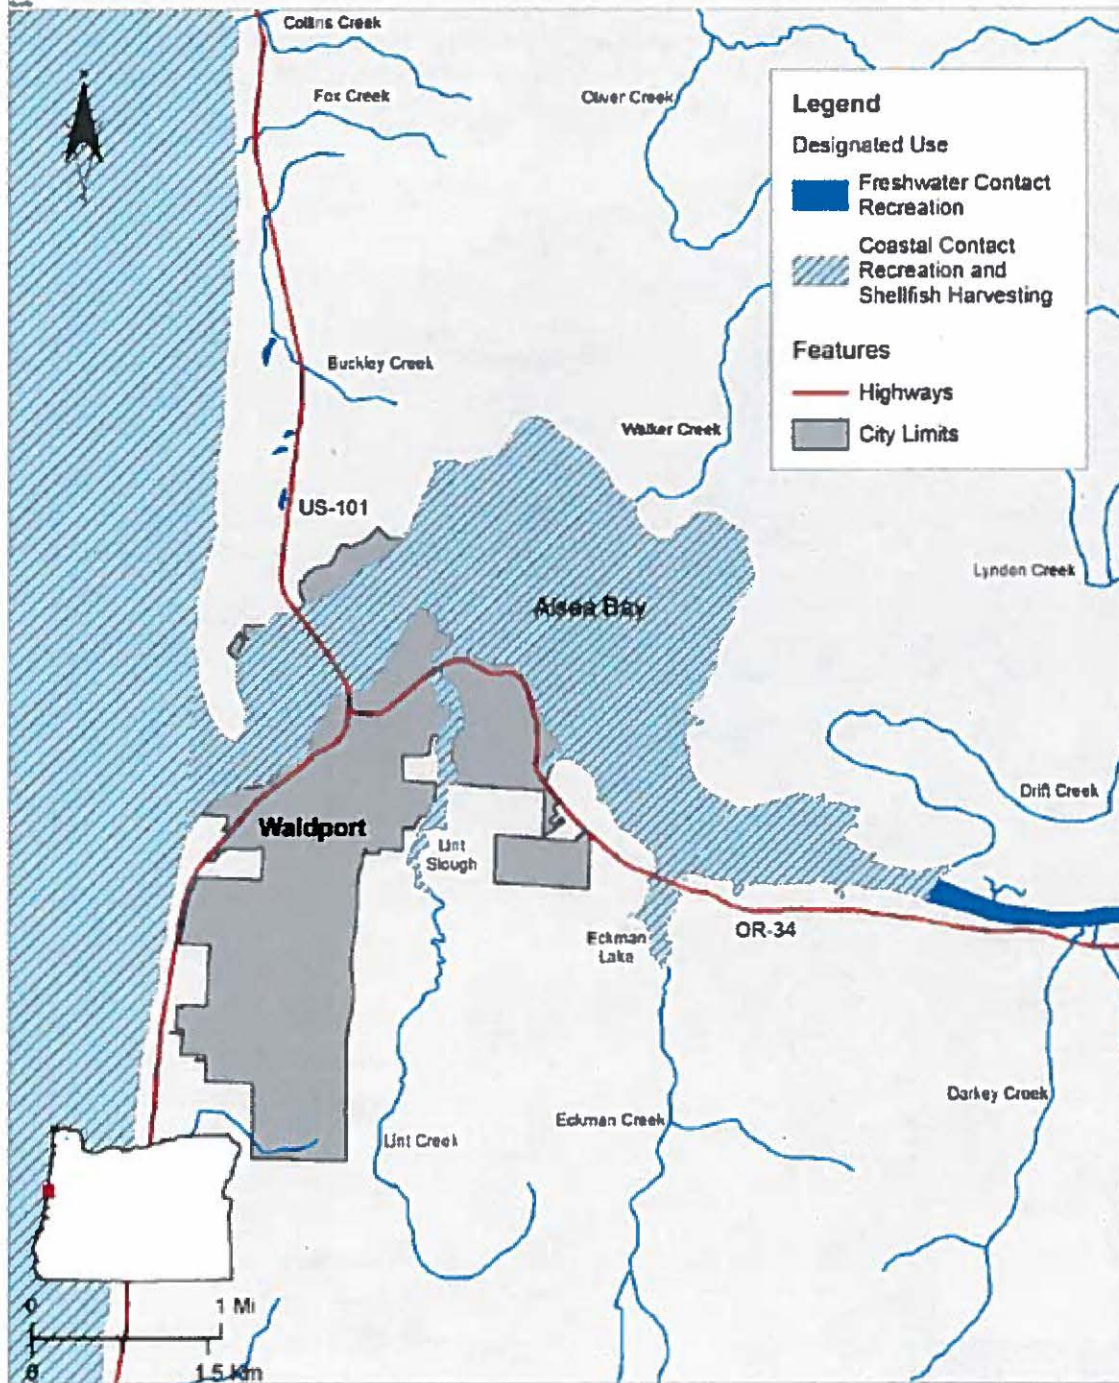 Collins Creek
Fox Creek
Oliver Creek
Legend
Designated Use
Freshwater Contact
Recreation
Coastal Contact
Recreation and
Shellfish Harvesting
Features
Highways
City Limits
Buckley Creek
Walker Creek
US-101
Lyndon Creek
Alsea Bay
Drift Creek
Waldport
Lint
Slough
Eckman
Lake
OR-34
Darkey Creek
Eckman Creek
Lint Creek
0 1 Mi
0 1.5 Km